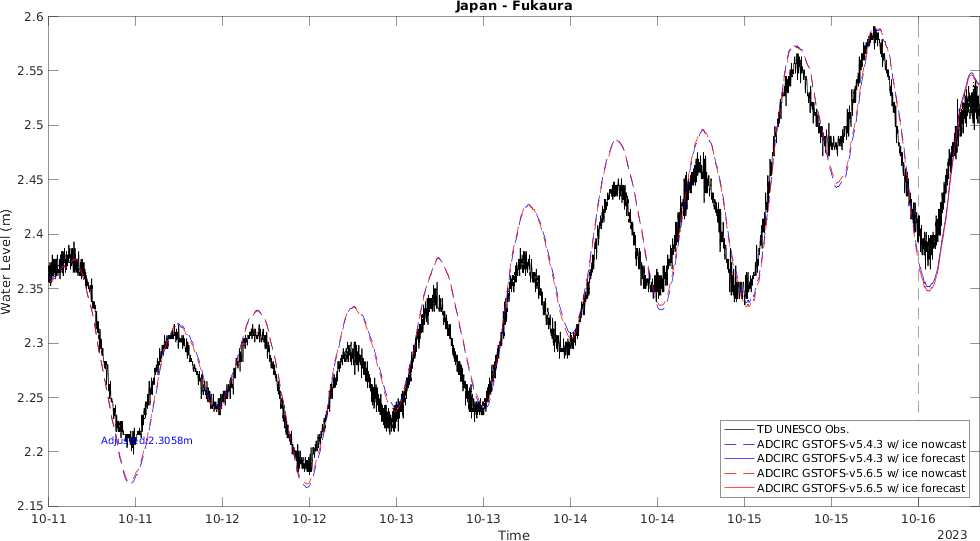 Japan - Fukaura
Water Level (m)
2.6
2.55
2.5
2.45
2.4
2.35
2.3
2.25
2.2
2.15
Adjusted:2.3058m
TD UNESCO Obs.
ADCIRC GSTOFS-v5.4.3 w/ ice nowcast
ADCIRC GSTOFS-v5.4.3 w/ ice forecast
ADCIRC GSTOFS-v5.6.5 w/ ice nowcast
ADCIRC GSTOFS-v5.6.5 w/ ice forecast
10-11 10-11 10-12 10-12 10-13 10-13 10-14 10-14 10-15 10-15 10-16
Time
2023